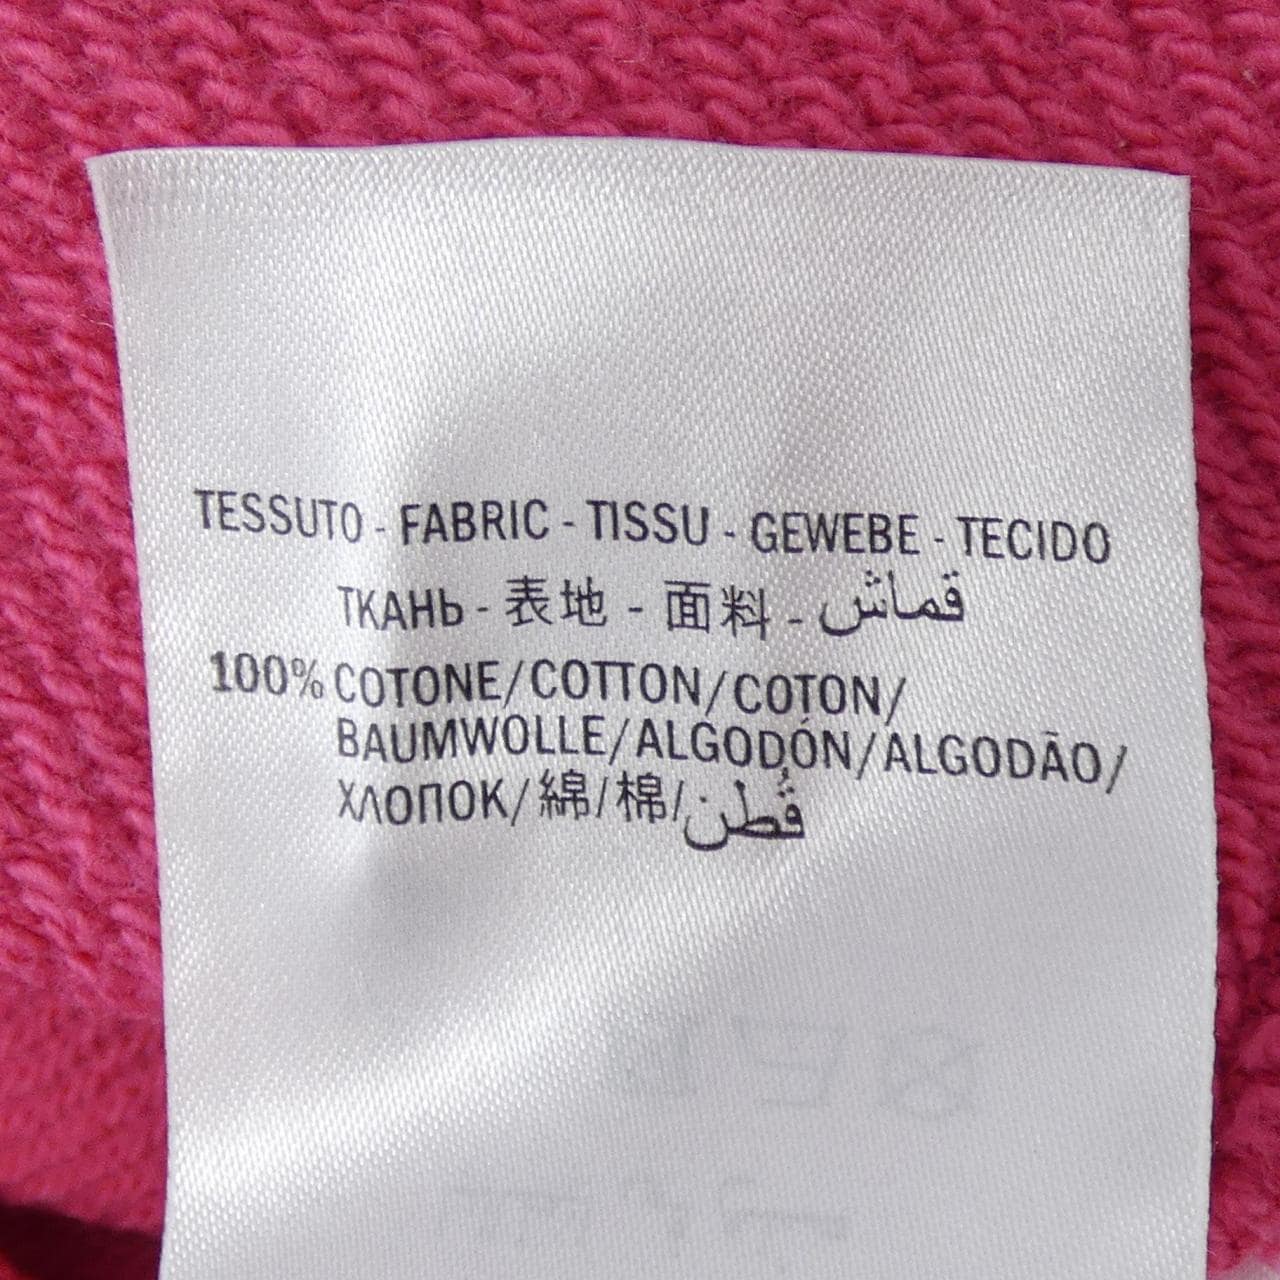 TESSUTO - FABRIC - TISSU - GEWEBE - TECIDO
ТКАНЬ - 表地 - 面料 - قماش
100% COTONE/COTTON/COTON/
BAUMWOLLE/ALGODÓN/ALGODÃO/
ХЛОПОК/綿/棉/قُطن